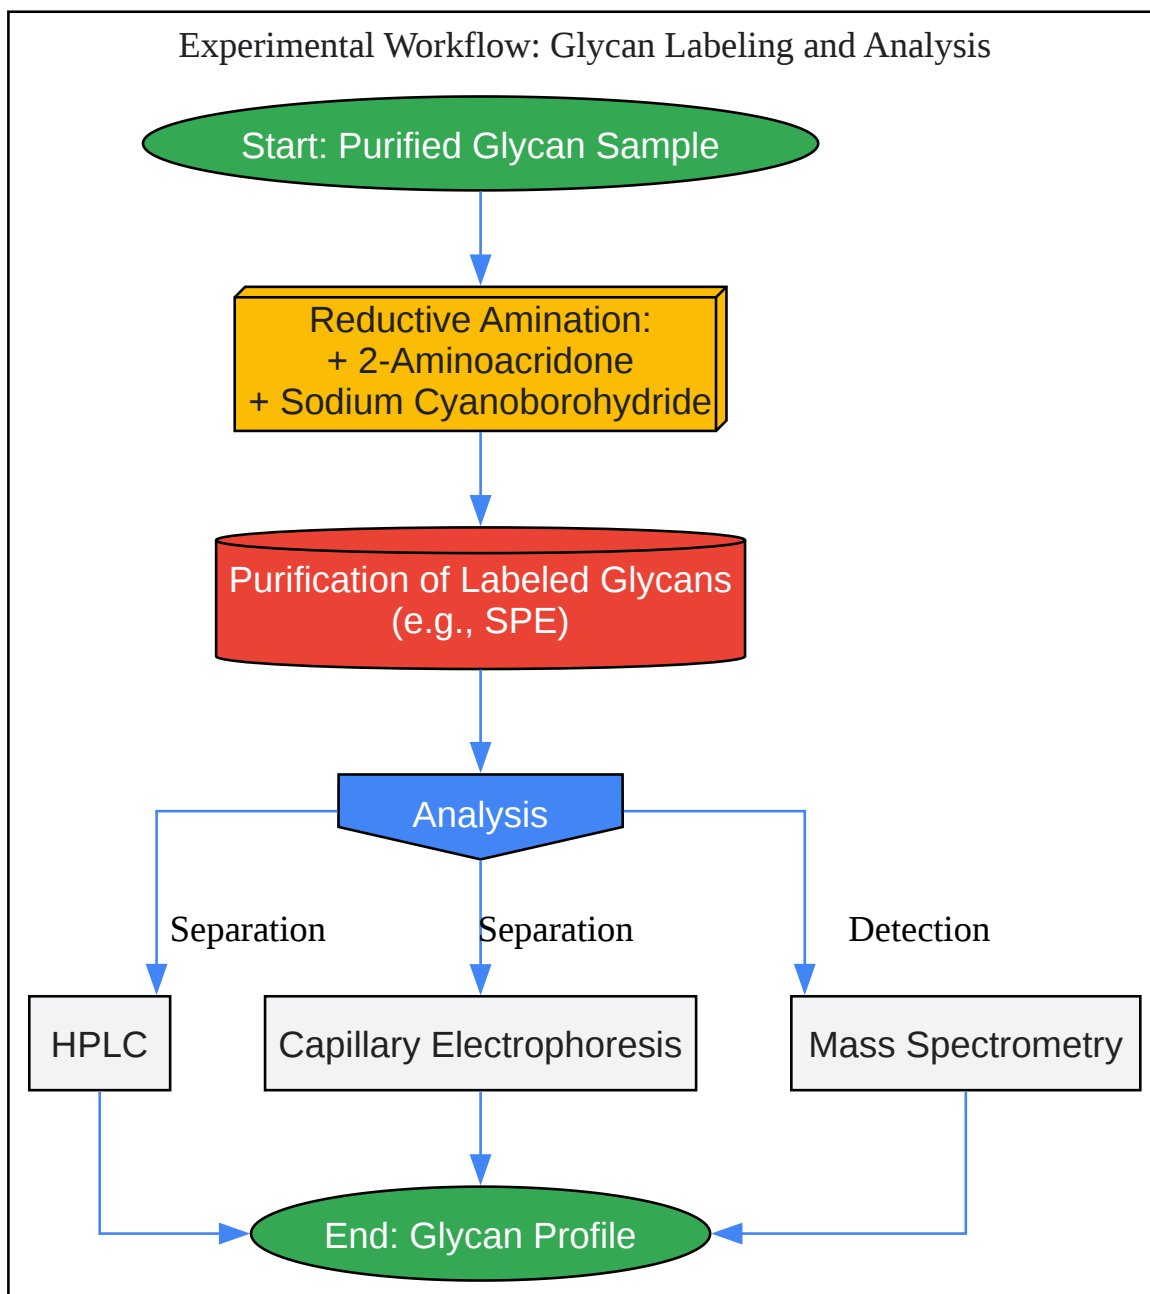 Experimental Workflow: Glycan Labeling and Analysis
Start: Purified Glycan Sample
Reductive Amination:
+ 2-Aminoacridone
+ Sodium Cyanoborohydride
Purification of Labeled Glycans
(e.g., SPE)
Analysis
Separation
Separation
Detection
HPLC
Capillary Electrophoresis
Mass Spectrometry
End: Glycan Profile